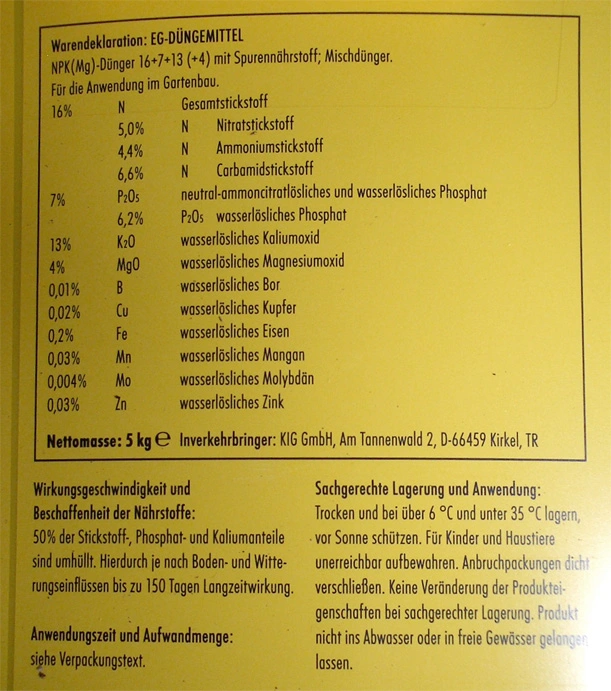 Warendeklaration: EG-DÜNGEMITTEL
NPK(Mg)-Dünger 16+7+13 (+4) mit Spurennährstoff; Mischdünger.
Für die Anwendung im Gartenbau.
16% N Gesamtstickstoff
5,0% N Nitratstickstoff
4,4% N Ammoniumstickstoff
6,6% N Carbamidstickstoff
7% P2O5 neutral-ammoncitratlösliches und wasserlösliches Phosphat
6,2% P2O5 wasserlösliches Phosphat
13% K2O wasserlösliches Kaliumoxid
4% MgO wasserlösliches Magnesiumoxid
0,01% B wasserlösliches Bor
0,02% Cu wasserlösliches Kupfer
0,2% Fe wasserlösliches Eisen
0,03% Mn wasserlösliches Mangan
0,004% Mo wasserlösliches Molybdän
0,03% Zn wasserlösliches Zink
Nettomasse: 5 kg ℮ Inverkehrbringer: KIG GmbH, Am Tannenwald 2, D-66459 Kirkel, TR
Wirkungsgeschwindigkeit und
Beschaffenheit der Nährstoffe:
50% der Stickstoff-, Phosphat- und Kaliumanteile
sind umhüllt. Hierdurch je nach Boden- und Witte-
rungseinflüssen bis zu 150 Tagen Langzeitwirkung.
Anwendungszeit und Aufwandmenge:
siehe Verpackungstext.
Sachgerechte Lagerung und Anwendung:
Trocken und bei über 6 °C und unter 35 °C lagern,
vor Sonne schützen. Für Kinder und Haustiere
unerreichbar aufbewahren. Anbruchpackungen dicht
verschließen. Keine Veränderung der Produktei-
genschaften bei sachgerechter Lagerung. Produkt
nicht ins Abwasser oder in freie Gewässer gelangen
lassen.